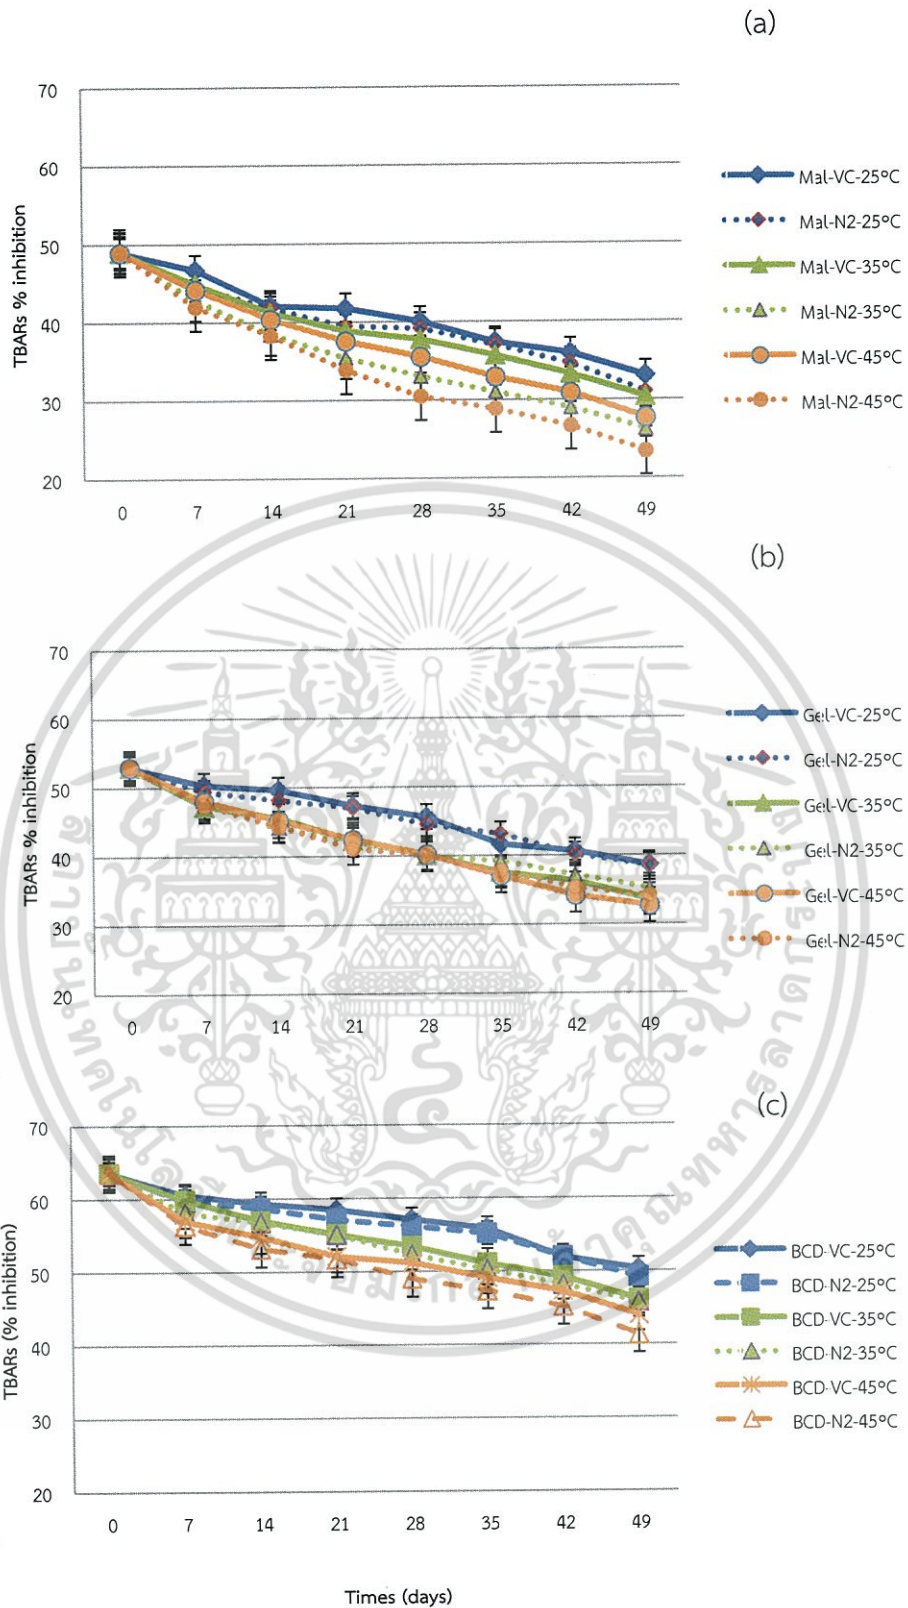 (a)
TBARs % inhibition
70
60
50
40
30
20
0 7 14 21 28 35 42 49
Mal-VC-25°C
Mal-N2-25°C
Mal-VC-35°C
Mal-N2-35°C
Mal-VC-45°C
Mal-N2-45°C
(b)
TBARs % inhibition
70
60
50
40
30
20
0 7 14 21 28 35 42 49
Gel-VC-25°C
Gel-N2-25°C
Gel-VC-35°C
Gel-N2-35°C
Gel-VC-45°C
Gel-N2-45°C
(c)
TBARs (% inhibition)
70
60
50
40
30
20
0 7 14 21 28 35 42 49
BCD-VC-25°C
BCD-N2-25°C
BCD-VC-35°C
BCD-N2-35°C
BCD-VC-45°C
BCD-N2-45°C
Times (days)